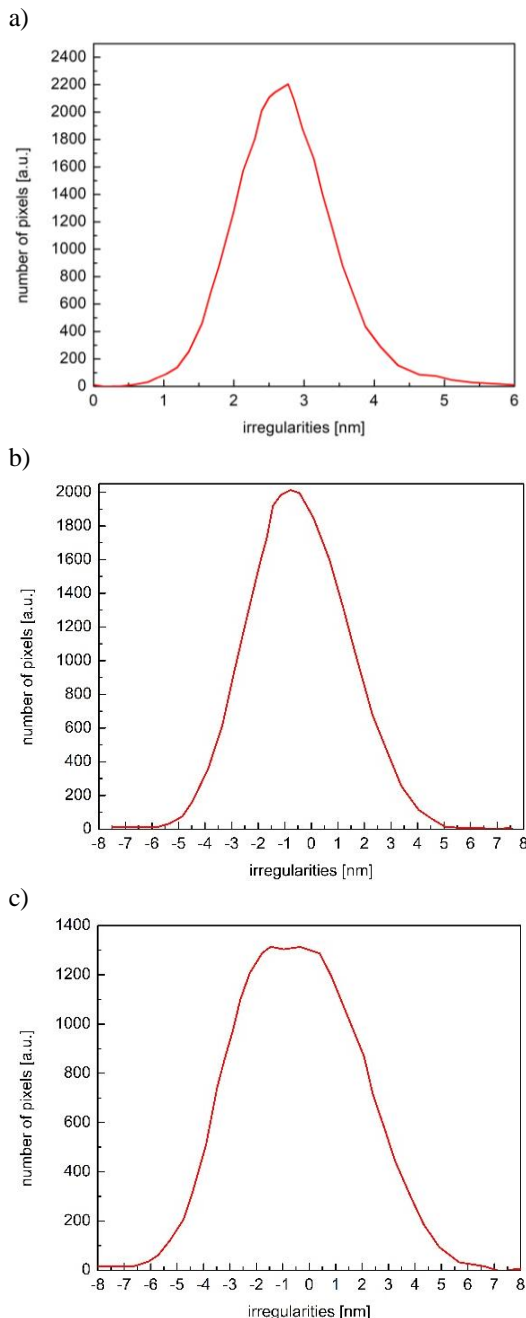 a)
2400
2200
2000
1800
1600
1400
1200
1000
800
600
400
200
0
number of pixels [a.u.]
0 1 2 3 4 5 6
irregularities [nm]
b)
2000
1800
1600
1400
1200
1000
800
600
400
200
0
number of pixels [a.u.]
-8 -7 -6 -5 -4 -3 -2 -1 0 1 2 3 4 5 6 7 8
irregularities [nm]
c)
1400
1200
1000
800
600
400
200
0
number of pixels [a.u.]
-8 -7 -6 -5 -4 -3 -2 -1 0 1 2 3 4 5 6 7 8
irregularities [nm]